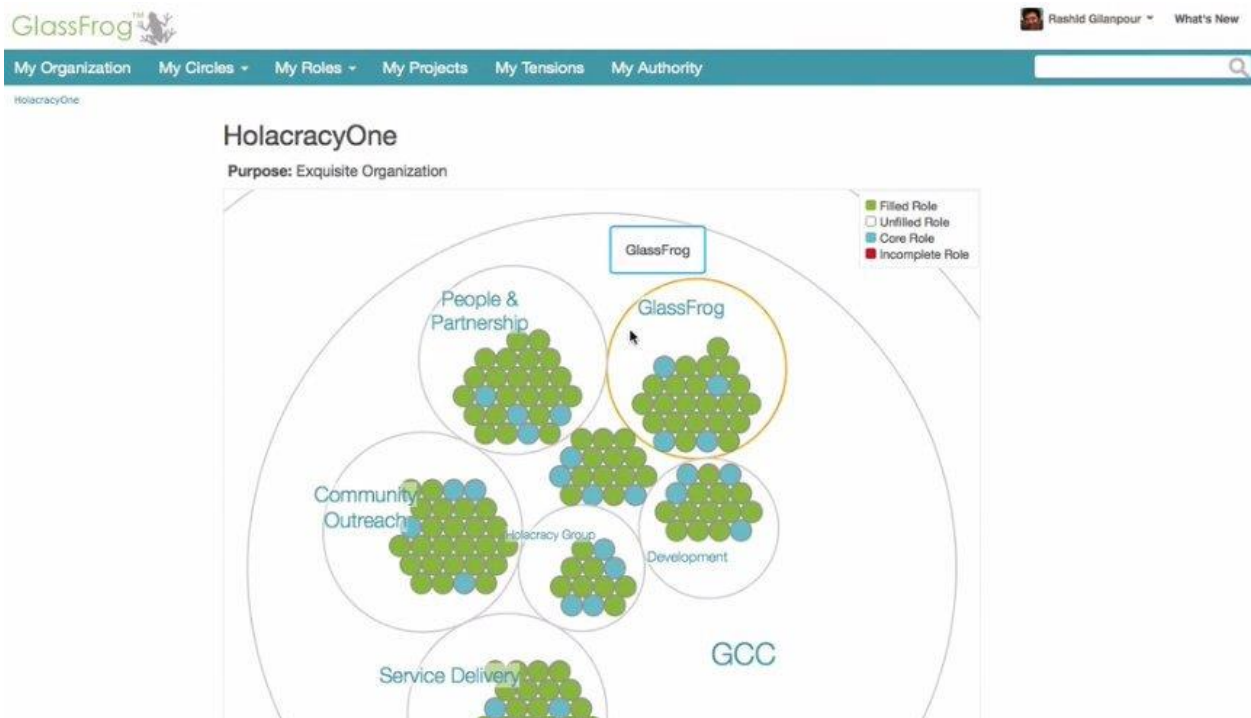 GlassFrog™
Rashid Gilanpour
What's New
My Organization My Circles My Roles My Projects My Tensions My Authority
HolacracyOne
HolacracyOne
Purpose: Exquisite Organization
Filled Role
Unfilled Role
Core Role
Incomplete Role
GlassFrog
People &
Partnership
GlassFrog
Community
Outreach
Holacracy Group
Development
GCC
Service Delivery